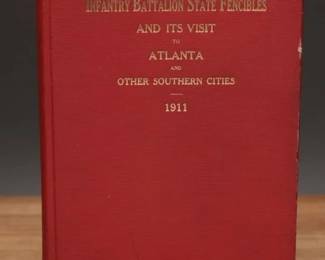 INFANTRY BATTALION STATE FENCIBLES
AND ITS VISIT
TO
ATLANTA
AND
OTHER SOUTHERN CITIES
1911